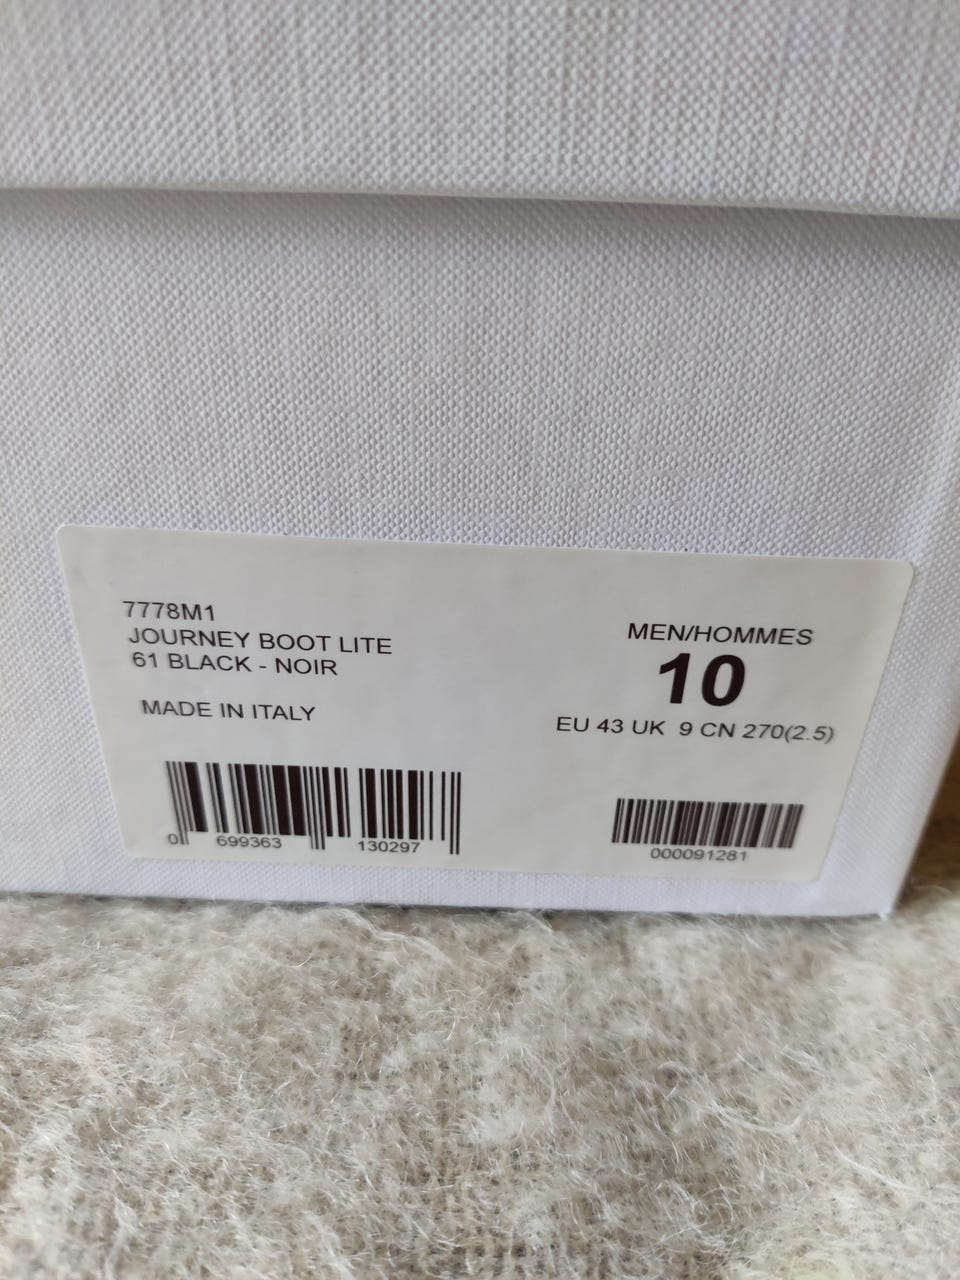 7778M1
JOURNEY BOOT LITE
61 BLACK - NOIR
MADE IN ITALY
0 699363 130297
MEN/HOMMES
10
EU 43 UK 9 CN 270(2.5)
000091281